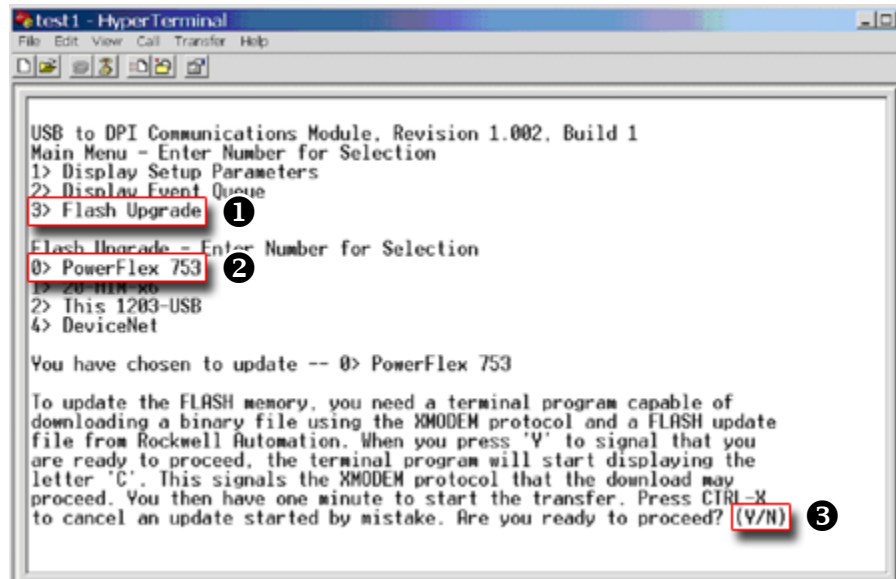 test1 - HyperTerminal
File Edit View Call Transfer Help
USB to DPI Communications Module, Revision 1.002, Build 1
Main Menu - Enter Number for Selection
1> Display Setup Parameters
2> Display Event Queue
3> Flash Upgrade ❶
Flash Upgrade - Enter Number for Selection
0> PowerFlex 753 ❷
1> 20-HIM-x6
2> This 1203-USB
4> DeviceNet
You have chosen to update -- 0> PowerFlex 753
To update the FLASH memory, you need a terminal program capable of
downloading a binary file using the XMODEM protocol and a FLASH update
file from Rockwell Automation. When you press 'Y' to signal that you
are ready to proceed, the terminal program will start displaying the
letter 'C'. This signals the XMODEM protocol that the download may
proceed. You then have one minute to start the transfer. Press CTRL-X
to cancel an update started by mistake. Are you ready to proceed? (Y/N) ❸